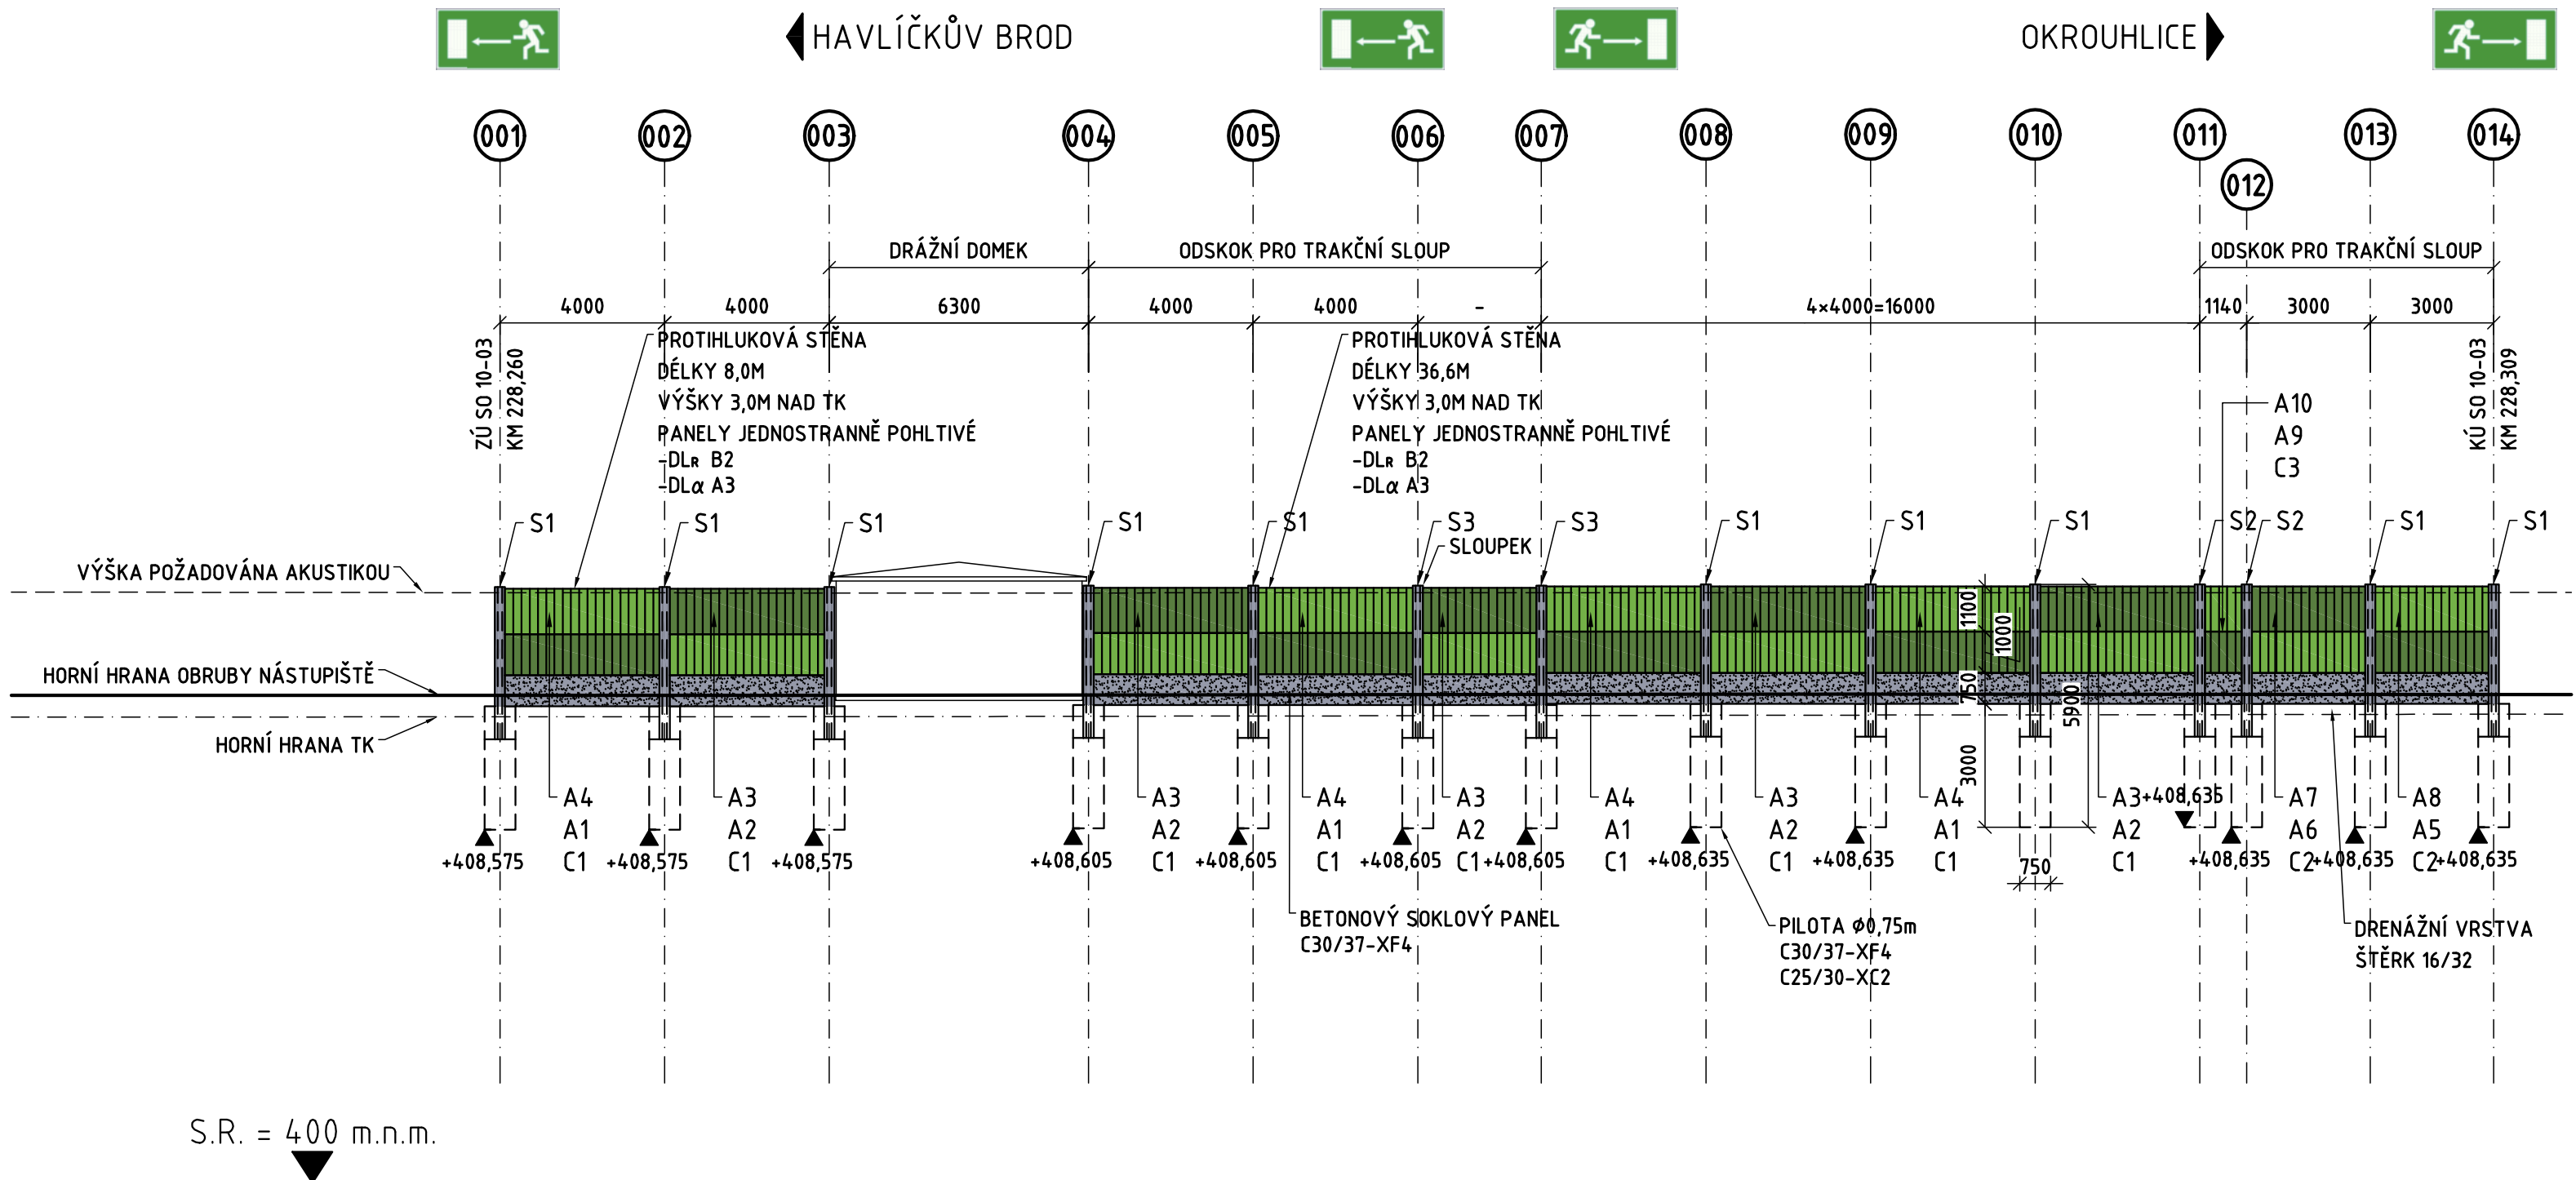 HAVLÍČKŮV BROD
OKROUHLICE
001
002
003
004
005
006
007
008
009
010
011
012
013
014
DRÁŽNÍ DOMEK
ODSKOK PRO TRAKČNÍ SLOUP
ODSKOK PRO TRAKČNÍ SLOUP
4000
4000
6300
4000
4000
-
4×4000=16000
1140
3000
3000
ZÚ SO 10-03
KM 228,260
PROTIHLUKOVÁ STĚNA
DÉLKY 8,0M
VÝŠKY 3,0M NAD TK
PANELY JEDNOSTRANNĚ POHLTIVÉ
-DLR B2
-DLα A3
PROTIHLUKOVÁ STĚNA
DÉLKY 36,6M
VÝŠKY 3,0M NAD TK
PANELY JEDNOSTRANNĚ POHLTIVÉ
-DLR B2
-DLα A3
KÚ SO 10-03
KM 228,309
A10
A9
C3
S1
S1
S1
S1
S1
S3
SLOUPEK
S3
S1
S1
S1
S2
S2
S1
S1
VÝŠKA POŽADOVÁNA AKUSTIKOU
HORNÍ HRANA OBRUBY NÁSTUPIŠTĚ
HORNÍ HRANA TK
1100
1000
750
3000
5900
750
A4
A1
C1
A3
A2
C1
A3
A2
C1
A4
A1
C1
A3
A2
C1
A4
A1
C1
A3
A2
C1
A4
A1
C1
A3
A2
C1
A7
A6
C2
A8
A5
C2
+408,575
+408,575
+408,575
+408,605
+408,605
+408,605
+408,605
+408,635
+408,635
+408,635
+408,635
+408,635
+408,635
BETONOVÝ SOKLOVÝ PANEL
C30/37-XF4
PILOTA Ø0,75m
C30/37-XF4
C25/30-XC2
DRENÁŽNÍ VRSTVA
ŠTĚRK 16/32
S.R. = 400 m.n.m.